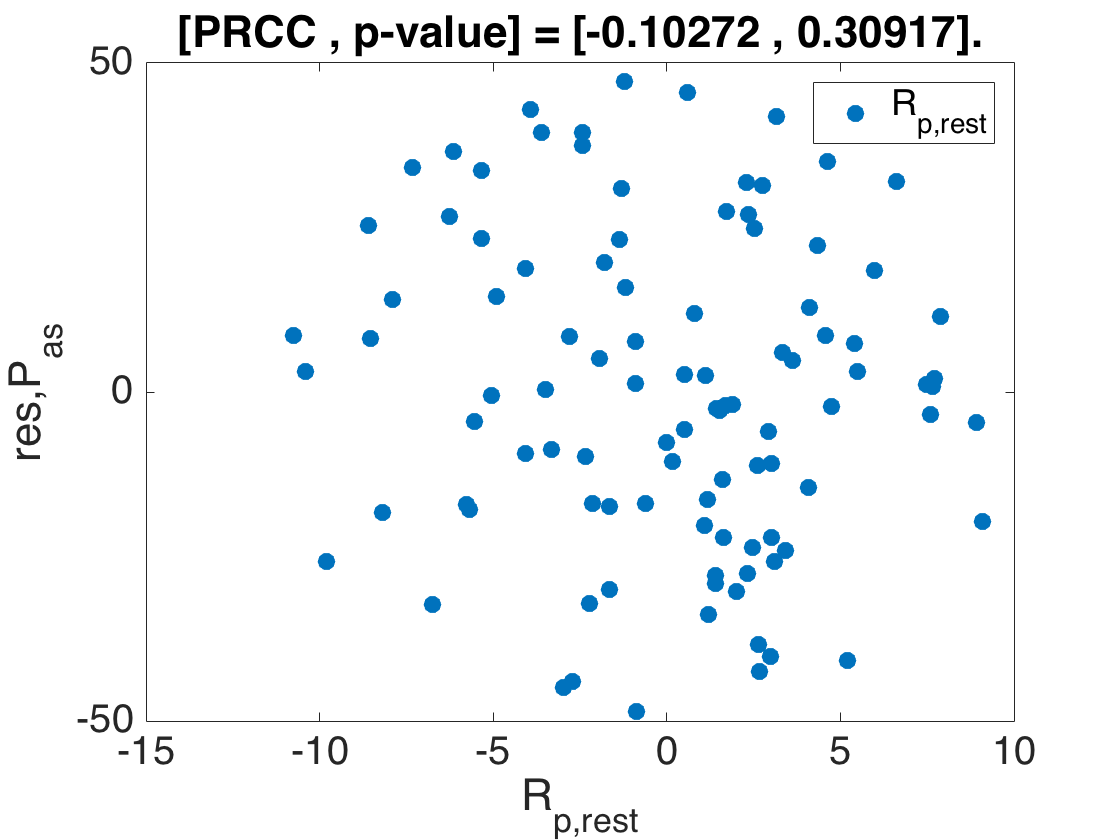 [PRCC , p-value] = [-0.10272 , 0.30917].
50
R_p,rest
res,P_as
0
-50
-15 -10 -5 0 5 10
R_p,rest